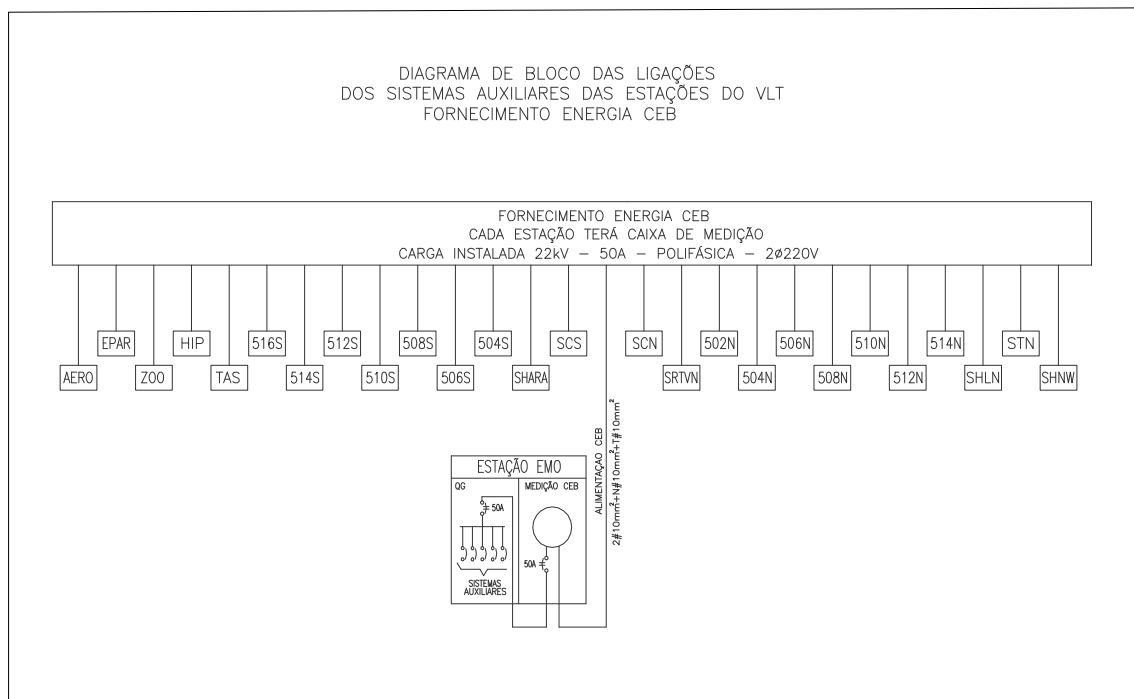 DIAGRAMA DE BLOCO DAS LIGAÇÕES
DOS SISTEMAS AUXILIARES DAS ESTAÇÕES DO VLT
FORNECIMENTO ENERGIA CEB
FORNECIMENTO ENERGIA CEB
CADA ESTAÇÃO TERÁ CAIXA DE MEDIÇÃO
CARGA INSTALADA 22kV – 50A – POLIFÁSICA – 2ø220V
EPAR HIP 516S 512S 508S 504S SCS SCN 502N 506N 510N 514N STN
AERO ZOO TAS 514S 510S 506S SHARA SRTVN 504N 508N 512N SHLN SHNW
ALIMENTAÇAO CEB
2#10mm²+N#10mm²+T#10mm²
ESTAÇÃO EMO
QG
MEDIÇÃO CEB
50A
50A
SISTEMAS
AUXILIARES